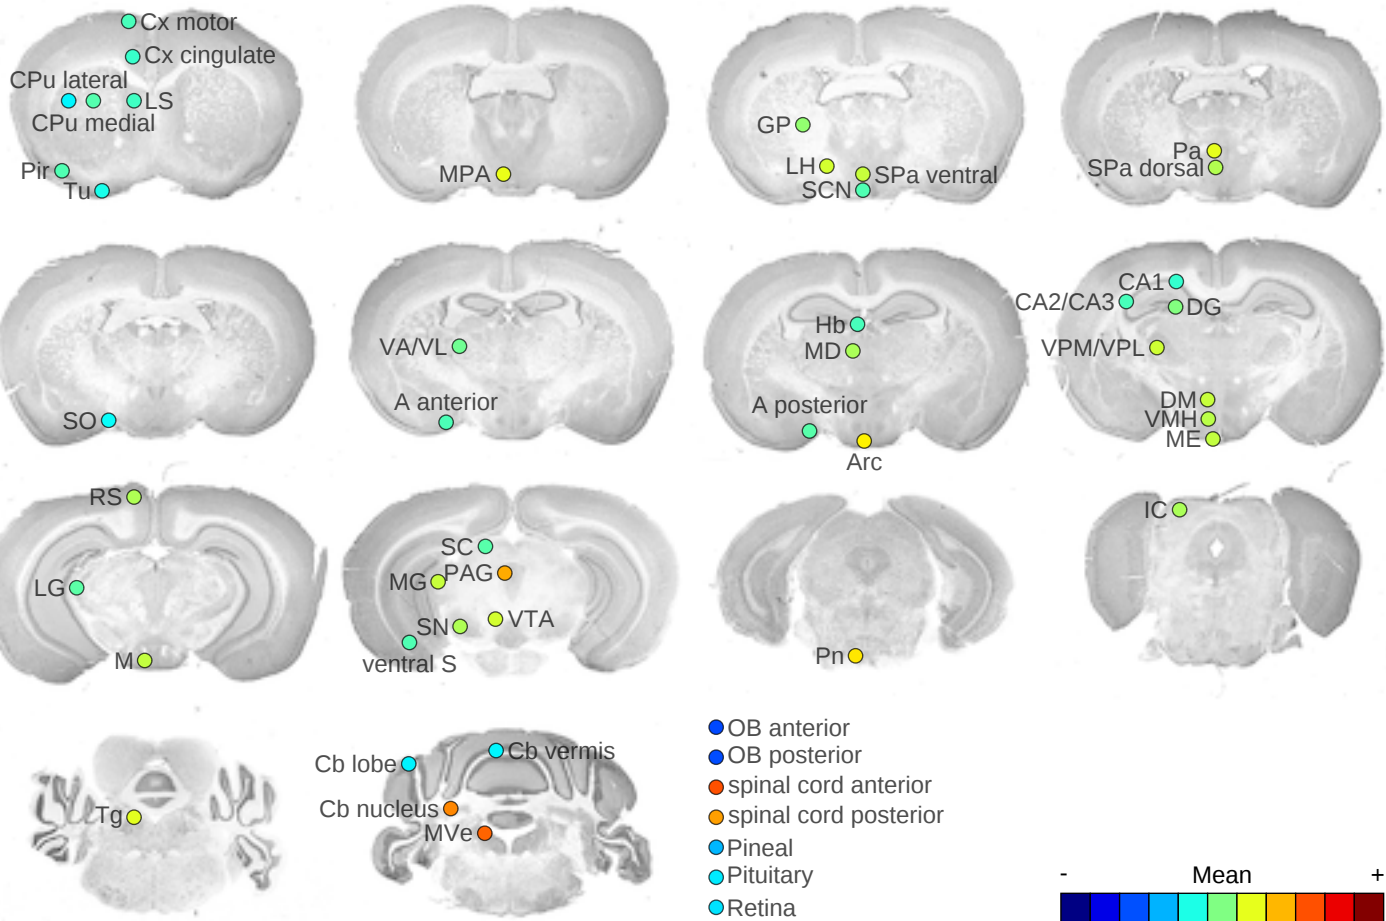 Cx motor
Cx cingulate
CPu lateral
LS
CPu medial
Pir
Tu
MPA
GP
LH
SPa ventral
SCN
Pa
SPa dorsal
SO
VA/VL
A anterior
Hb
MD
A posterior
Arc
CA1
CA2/CA3
DG
VPM/VPL
DM
VMH
ME
RS
LG
M
SC
PAG
MG
SN
VTA
ventral S
Pn
IC
Tg
Cb lobe
Cb vermis
Cb nucleus
MVe
OB anterior
OB posterior
spinal cord anterior
spinal cord posterior
Pineal
Pituitary
Retina
- Mean +